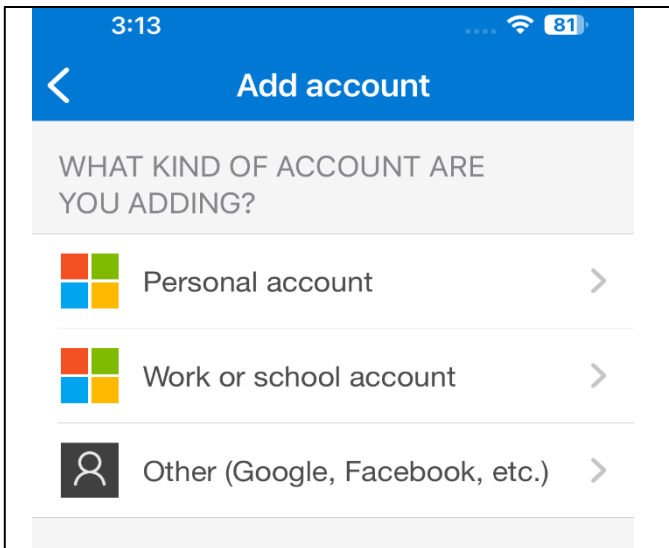 3:13
81
Add account
WHAT KIND OF ACCOUNT ARE
YOU ADDING?
Personal account
Work or school account
Other (Google, Facebook, etc.)